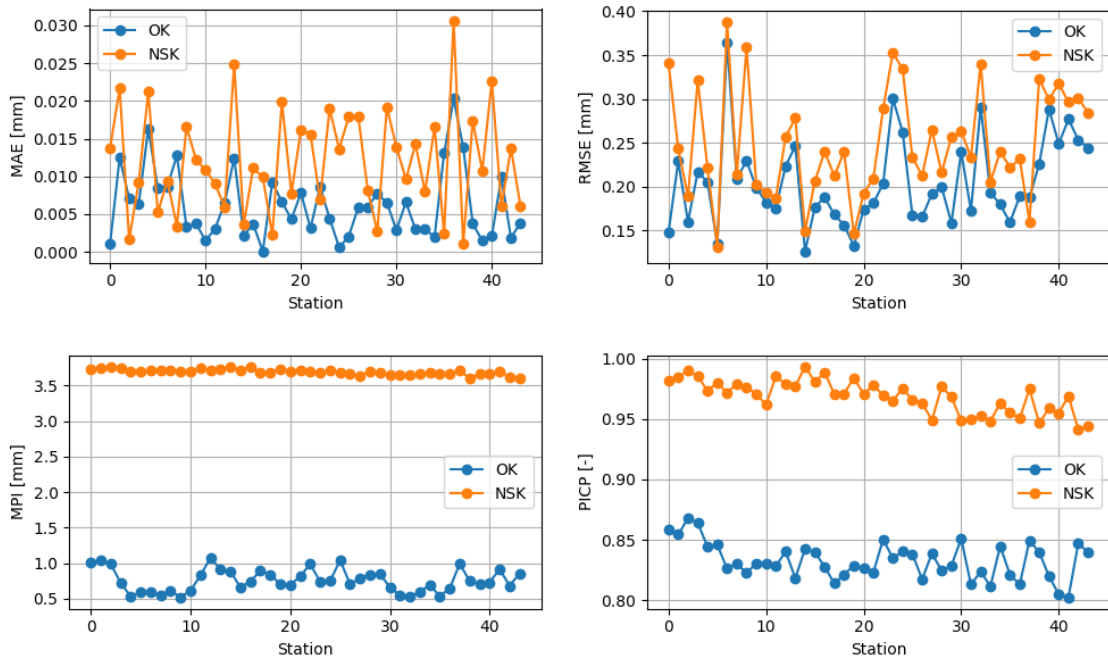 OK
NSK
0.030
0.025
0.020
0.015
0.010
0.005
0.000
MAE [mm]
0 10 20 30 40
Station
OK
NSK
0.40
0.35
0.30
0.25
0.20
0.15
RMSE [mm]
0 10 20 30 40
Station
3.5
3.0
2.5
2.0
1.5
1.0
0.5
MPI [mm]
OK
NSK
0 10 20 30 40
Station
1.00
0.95
0.90
0.85
0.80
PICP [-]
OK
NSK
0 10 20 30 40
Station